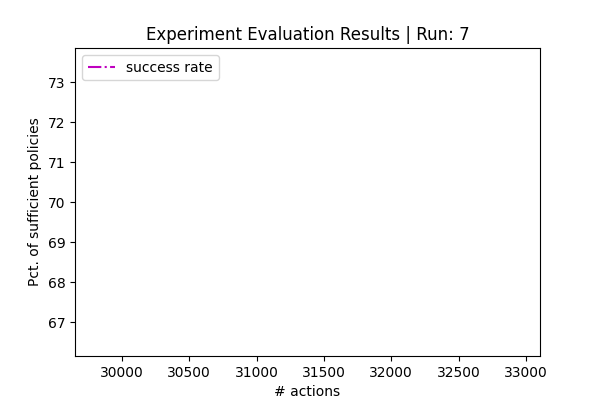 Experiment Evaluation Results | Run: 7
success rate
Pct. of sufficient policies
73
72
71
70
69
68
67
30000 30500 31000 31500 32000 32500 33000
# actions